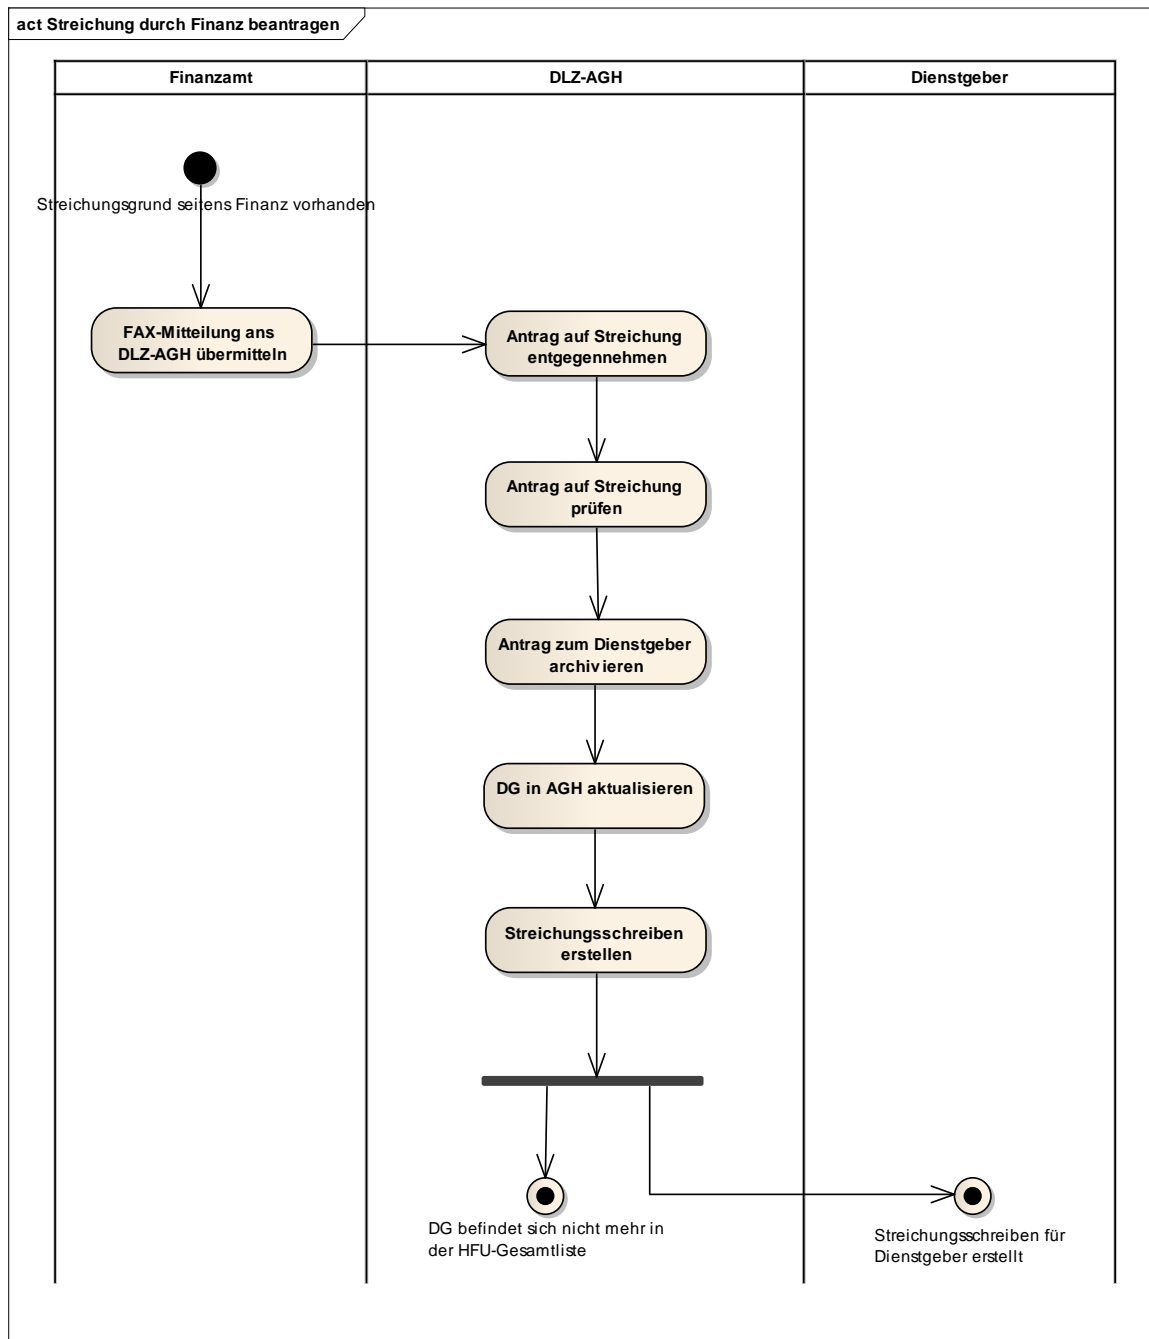 act Streichung durch Finanz beantragen
Finanzamt
DLZ-AGH
Dienstgeber
Streichungsgrund seitens Finanz vorhanden
FAX-Mitteilung ans
DLZ-AGH übermitteln
Antrag auf Streichung
entgegennehmen
Antrag auf Streichung
prüfen
Antrag zum Dienstgeber
archivieren
DG in AGH aktualisieren
Streichungsschreiben
erstellen
DG befindet sich nicht mehr in
der HFU-Gesamtliste
Streichungsschreiben für
Dienstgeber erstellt